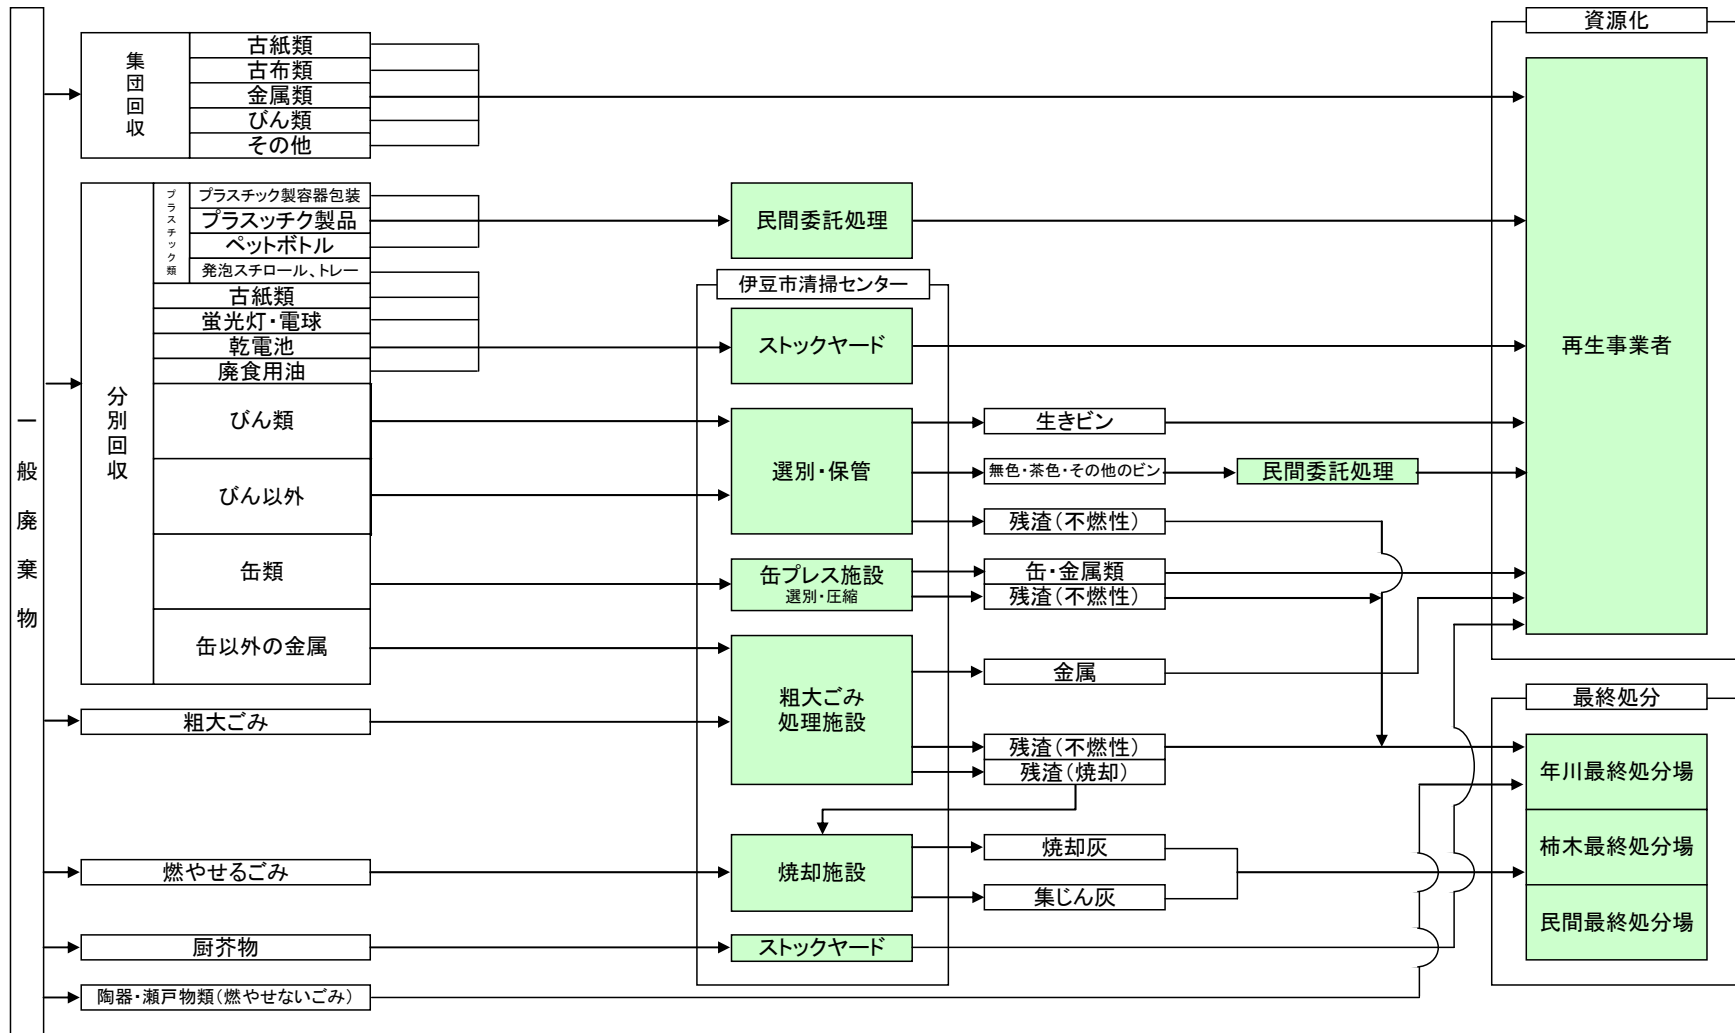 一般廃棄物
集団回収
古紙類
古布類
金属類
びん類
その他
分別回収
プラスチック類
プラスチック製容器包装
プラスッチク製品
ペットボトル
発泡スチロール、トレー
古紙類
蛍光灯・電球
乾電池
廃食用油
びん類
びん以外
缶類
缶以外の金属
粗大ごみ
燃やせるごみ
厨芥物
陶器・瀬戸物類(燃やせないごみ)
民間委託処理
伊豆市清掃センター
ストックヤード
選別・保管
缶プレス施設
選別・圧縮
粗大ごみ
処理施設
焼却施設
ストックヤード
生きビン
無色・茶色・その他のビン
残渣(不燃性)
缶・金属類
残渣(不燃性)
金属
残渣(不燃性)
残渣(焼却)
焼却灰
集じん灰
民間委託処理
資源化
再生事業者
最終処分
年川最終処分場
柿木最終処分場
民間最終処分場